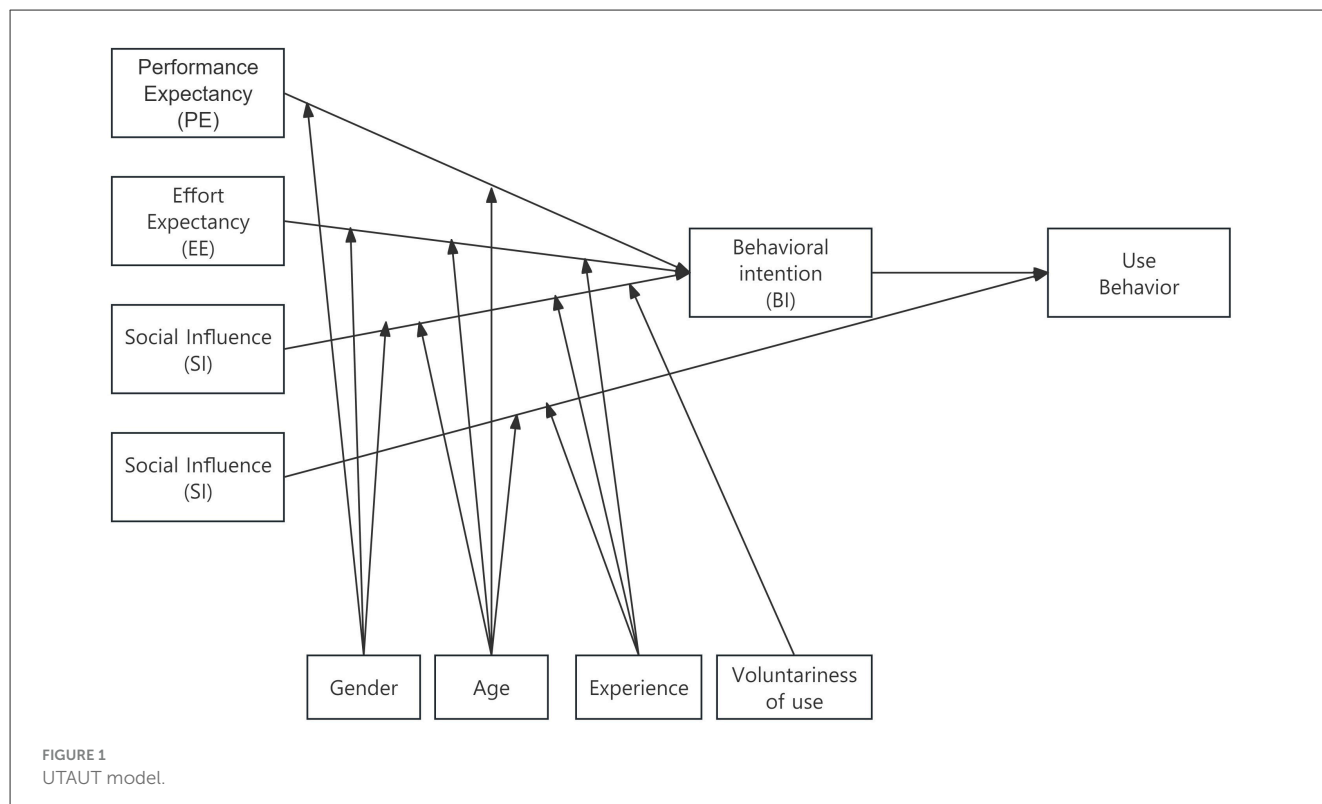 Performance
Expectancy
(PE)
Effort
Expectancy
(EE)
Social Influence
(SI)
Social Influence
(SI)
Behavioral
intention
(BI)
Use
Behavior
Gender
Age
Experience
Voluntariness
of use
FIGURE 1
UTAUT model.